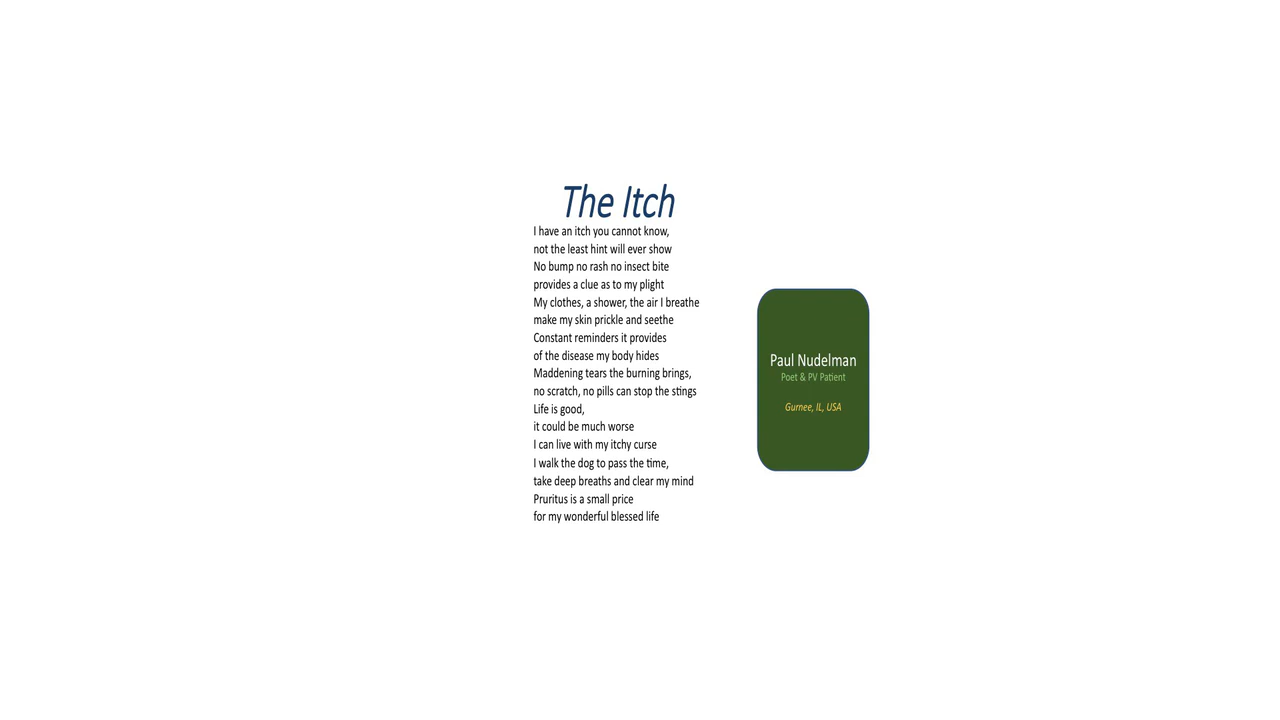 The Itch
I have an itch you cannot know,
not the least hint will ever show
No bump no rash no insect bite
provides a clue as to my plight
My clothes, a shower, the air I breathe
make my skin prickle and seethe
Constant reminders it provides
of the disease my body hides
Maddening tears the burning brings,
no scratch, no pills can stop the stings
Life is good,
it could be much worse
I can live with my itchy curse
I walk the dog to pass the time,
take deep breaths and clear my mind
Pruritus is a small price
for my wonderful blessed life
Paul Nudelman
Poet & PV Patient
Gurnee, IL, USA